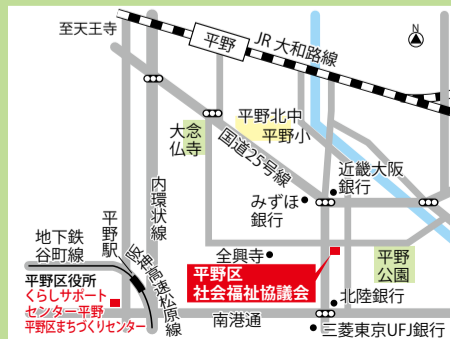 至天王寺
平野
JR 大和路線
N
大念
仏寺
平野北中
平野小
国道25号線
近畿大阪
銀行
みずほ
銀行
内環状線
平野駅
地下鉄
谷町線
阪神高速松原線
全興寺
平野
公園
平野区
社会福祉協議会
平野区役所
くらしサポート
センター平野
平野区まちづくりセンター
南港通
北陸銀行
三菱東京UFJ銀行